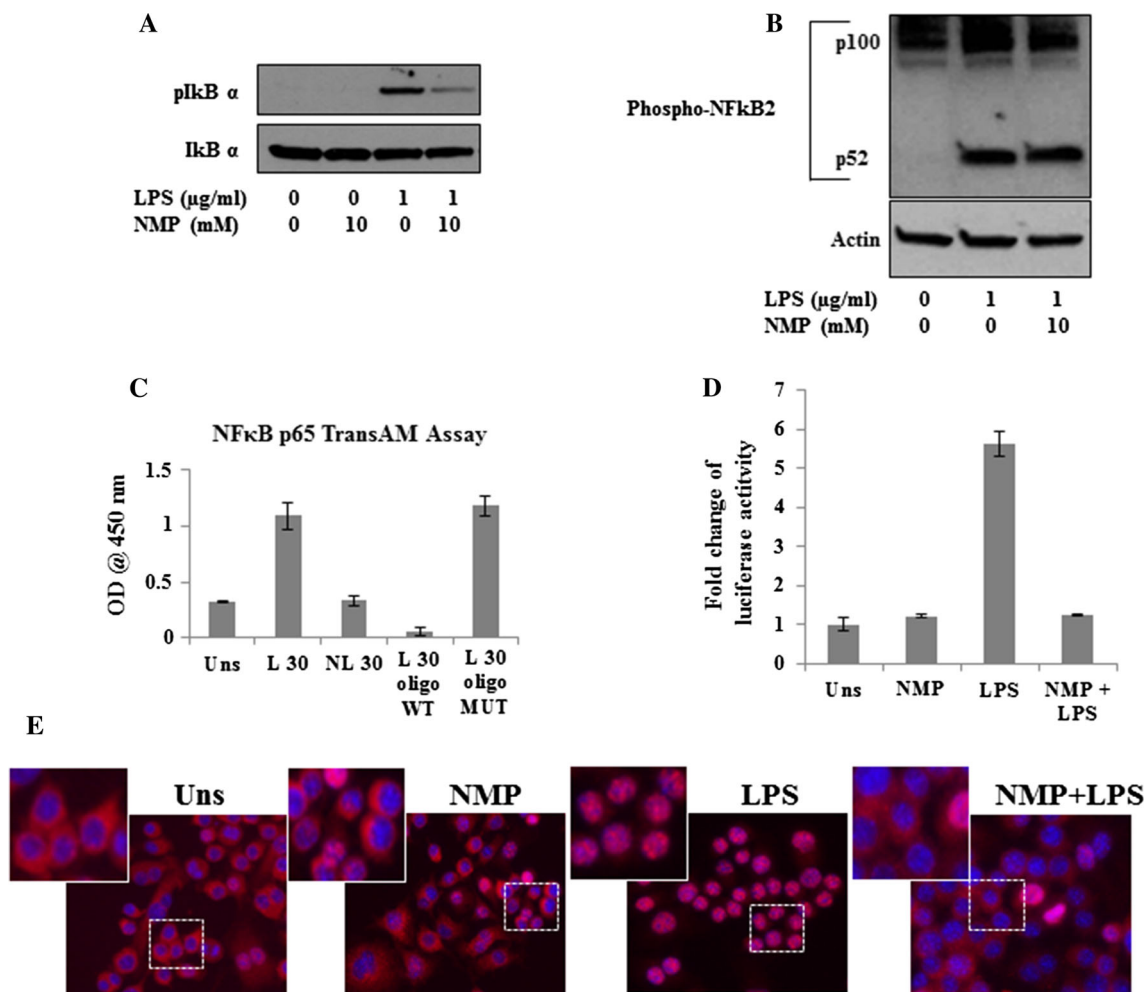 A
pIkB α
IkB α
LPS (µg/ml) 0 0 1 1
NMP (mM) 0 10 0 10
B
Phospho-NFkB2
p100
p52
Actin
LPS (µg/ml) 0 1 1
NMP (mM) 0 0 10
C
NFκB p65 TransAM Assay
OD @ 450 nm
1.5
1
0.5
0
Uns
L 30
NL 30
L 30
oligo
WT
L 30
oligo
MUT
D
Fold change of
luciferase actitvity
7
6
5
4
3
2
1
0
Uns
NMP
LPS
NMP +
LPS
E
Uns
NMP
LPS
NMP+LPS